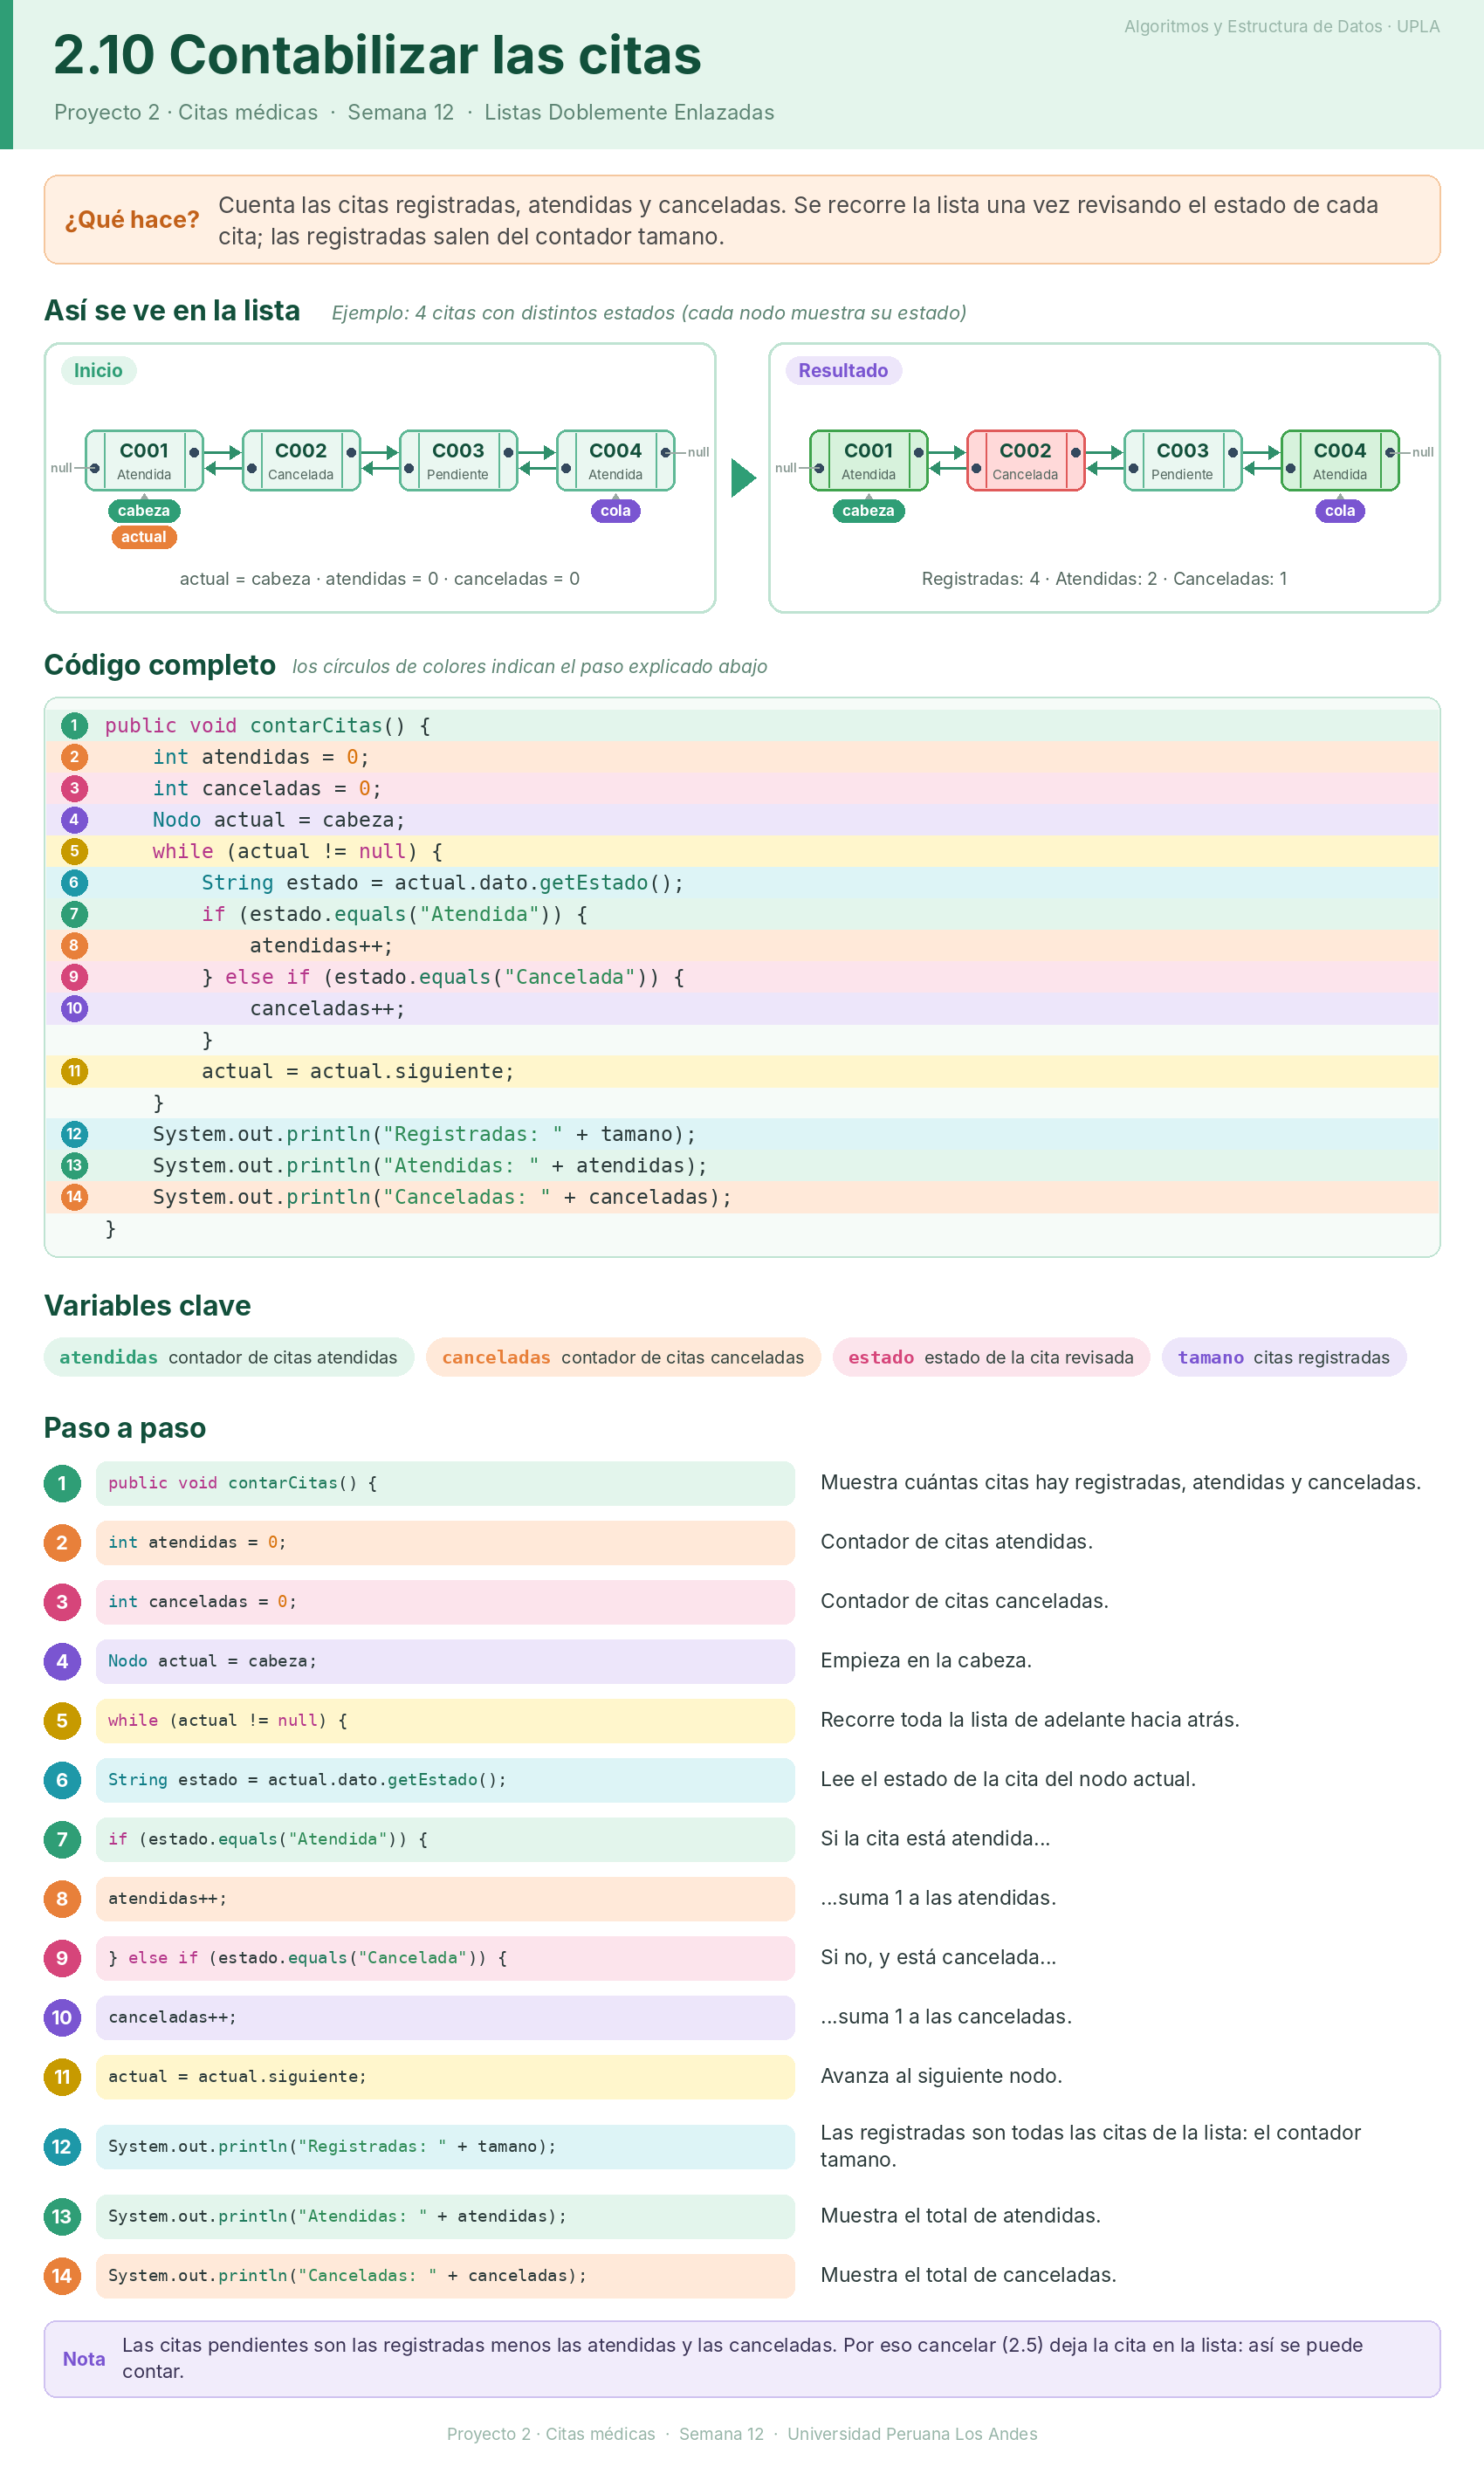 Algoritmos y Estructura de Datos · UPLA
2.10 Contabilizar las citas
Proyecto 2 · Citas médicas · Semana 12 · Listas Doblemente Enlazadas
¿Qué hace?
Cuenta las citas registradas, atendidas y canceladas. Se recorre la lista una vez revisando el estado de cada
cita; las registradas salen del contador tamano.
Así se ve en la lista
Ejemplo: 4 citas con distintos estados (cada nodo muestra su estado)
Inicio
null
C001
Atendida
C002
Cancelada
C003
Pendiente
C004
Atendida
null
cabeza
actual
cola
actual = cabeza · atendidas = 0 · canceladas = 0
Resultado
null
C001
Atendida
C002
Cancelada
C003
Pendiente
C004
Atendida
null
cabeza
cola
Registradas: 4 · Atendidas: 2 · Canceladas: 1
Código completo
los círculos de colores indican el paso explicado abajo
1 public void contarCitas() {
2 int atendidas = 0;
3 int canceladas = 0;
4 Nodo actual = cabeza;
5 while (actual != null) {
6 String estado = actual.dato.getEstado();
7 if (estado.equals("Atendida")) {
8 atendidas++;
9 } else if (estado.equals("Cancelada")) {
10 canceladas++;
}
11 actual = actual.siguiente;
}
12 System.out.println("Registradas: " + tamano);
13 System.out.println("Atendidas: " + atendidas);
14 System.out.println("Canceladas: " + canceladas);
}
Variables clave
atendidas contador de citas atendidas
canceladas contador de citas canceladas
estado estado de la cita revisada
tamano citas registradas
Paso a paso
1 public void contarCitas() {
Muestra cuántas citas hay registradas, atendidas y canceladas.
2 int atendidas = 0;
Contador de citas atendidas.
3 int canceladas = 0;
Contador de citas canceladas.
4 Nodo actual = cabeza;
Empieza en la cabeza.
5 while (actual != null) {
Recorre toda la lista de adelante hacia atrás.
6 String estado = actual.dato.getEstado();
Lee el estado de la cita del nodo actual.
7 if (estado.equals("Atendida")) {
Si la cita está atendida...
8 atendidas++;
...suma 1 a las atendidas.
9 } else if (estado.equals("Cancelada")) {
Si no, y está cancelada...
10 canceladas++;
...suma 1 a las canceladas.
11 actual = actual.siguiente;
Avanza al siguiente nodo.
12 System.out.println("Registradas: " + tamano);
Las registradas son todas las citas de la lista: el contador
tamano.
13 System.out.println("Atendidas: " + atendidas);
Muestra el total de atendidas.
14 System.out.println("Canceladas: " + canceladas);
Muestra el total de canceladas.
Nota
Las citas pendientes son las registradas menos las atendidas y las canceladas. Por eso cancelar (2.5) deja la cita en la lista: así se puede
contar.
Proyecto 2 · Citas médicas · Semana 12 · Universidad Peruana Los Andes